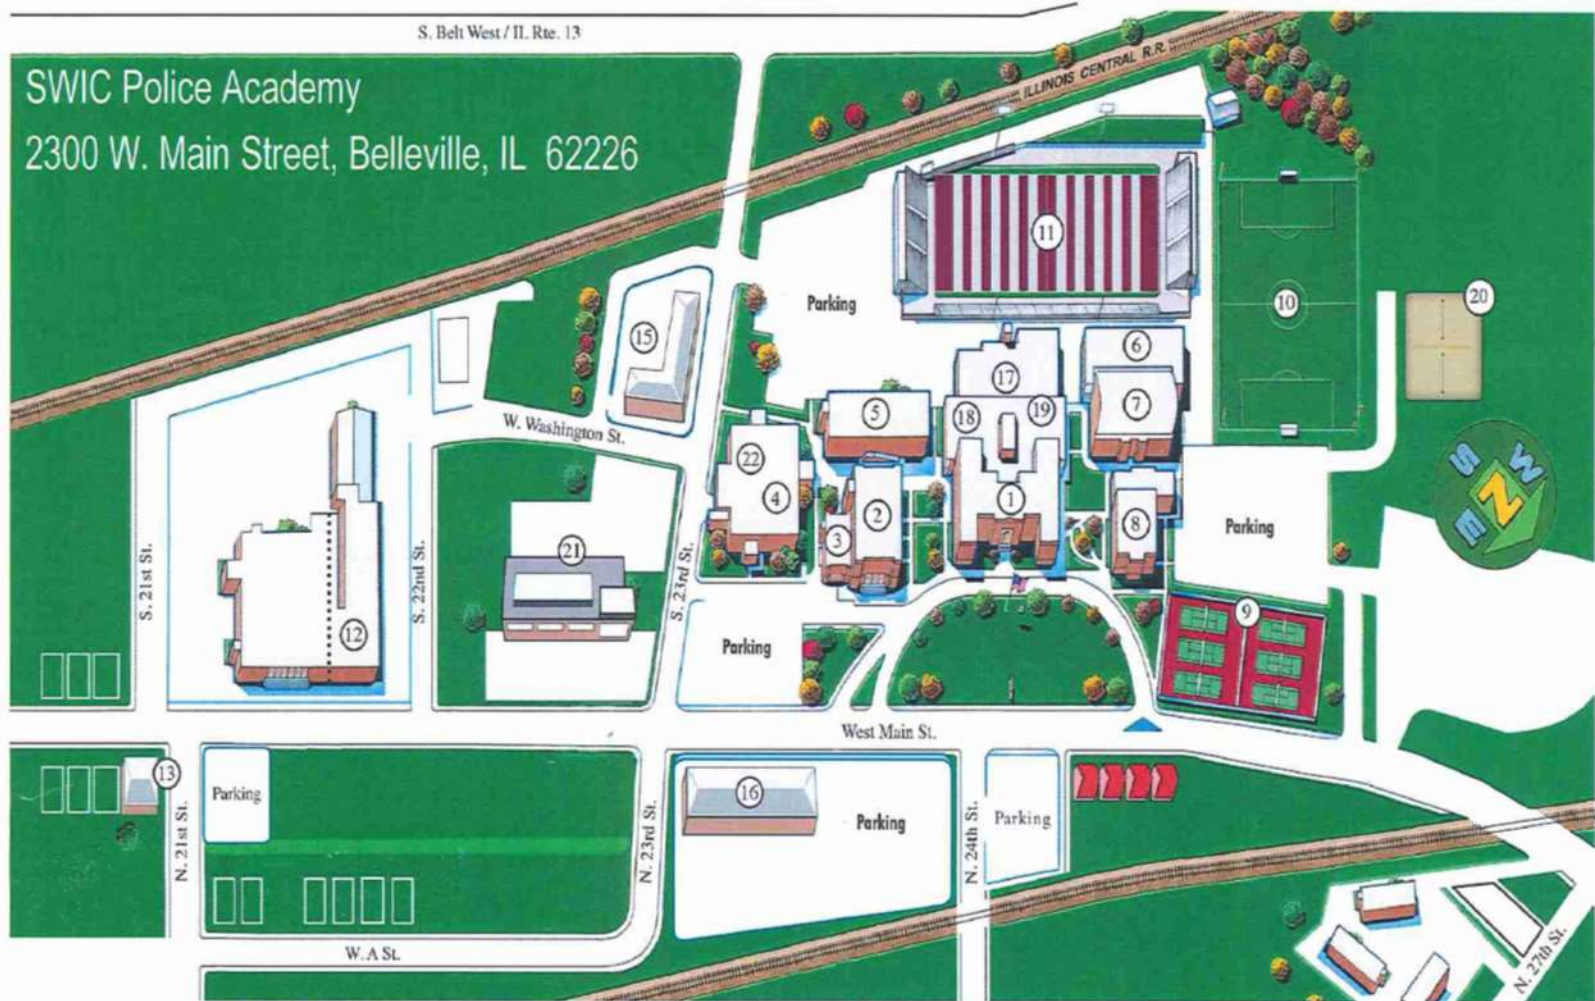 S. Belt West / Il. Rte. 13
SWIC Police Academy
2300 W. Main Street, Belleville, IL 62226
ILLINOIS CENTRAL R.R.
11
10
20
Parking
15
6
17
7
5
18
19
W. Washington St.
22
4
2
1
3
8
Parking
S
W
N
E
21
S. 21st St.
S. 22nd St.
S. 23rd St.
12
9
Parking
West Main St.
13
Parking
16
Parking
Parking
N. 21st St.
N. 23rd St.
N. 24th St.
W. A St.
N. 27th St.